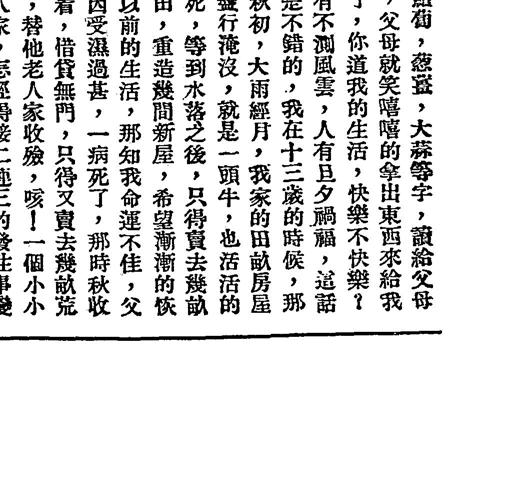 蔔，葱薑，大蒜等字，讀給父母
，父母就笑嘻嘻的拿出東西來給我
，你道我的生活，快樂不快樂？
有不測風雲，人有旦夕禍福，這話
是不錯的，我在十三歲的時候，那
秋初，大雨經月，我家的田畝房屋
盡行淹沒，就是一頭牛，也活活的
死，等到水落之後，只得賣去幾畝
田，重造幾間新屋，希望漸漸的恢
以前的生活，那知我命運不佳，父
因受濕過甚，一病死了，那時秋收
着，借貸無門，只得又賣去幾畝荒
，替他老人家收殮，咳！一個小小
家，怎經得接二連三的發生事變